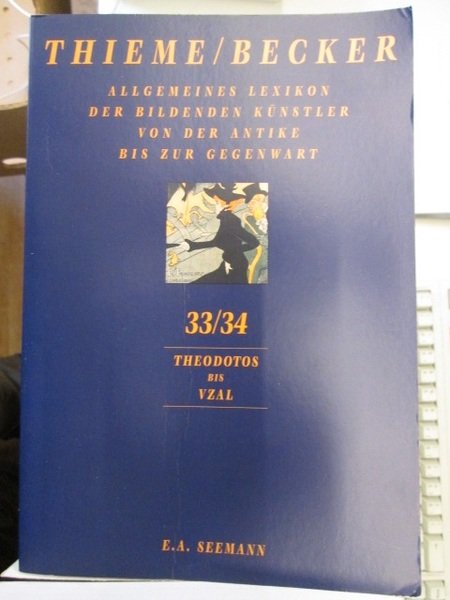 THIEME/BECKER
ALLGEMEINES LEXIKON
DER BILDENDEN KÜNSTLER
VON DER ANTIKE
BIS ZUR GEGENWART
33/34
THEODOTOS
BIS
VZAL
E.A. SEEMANN